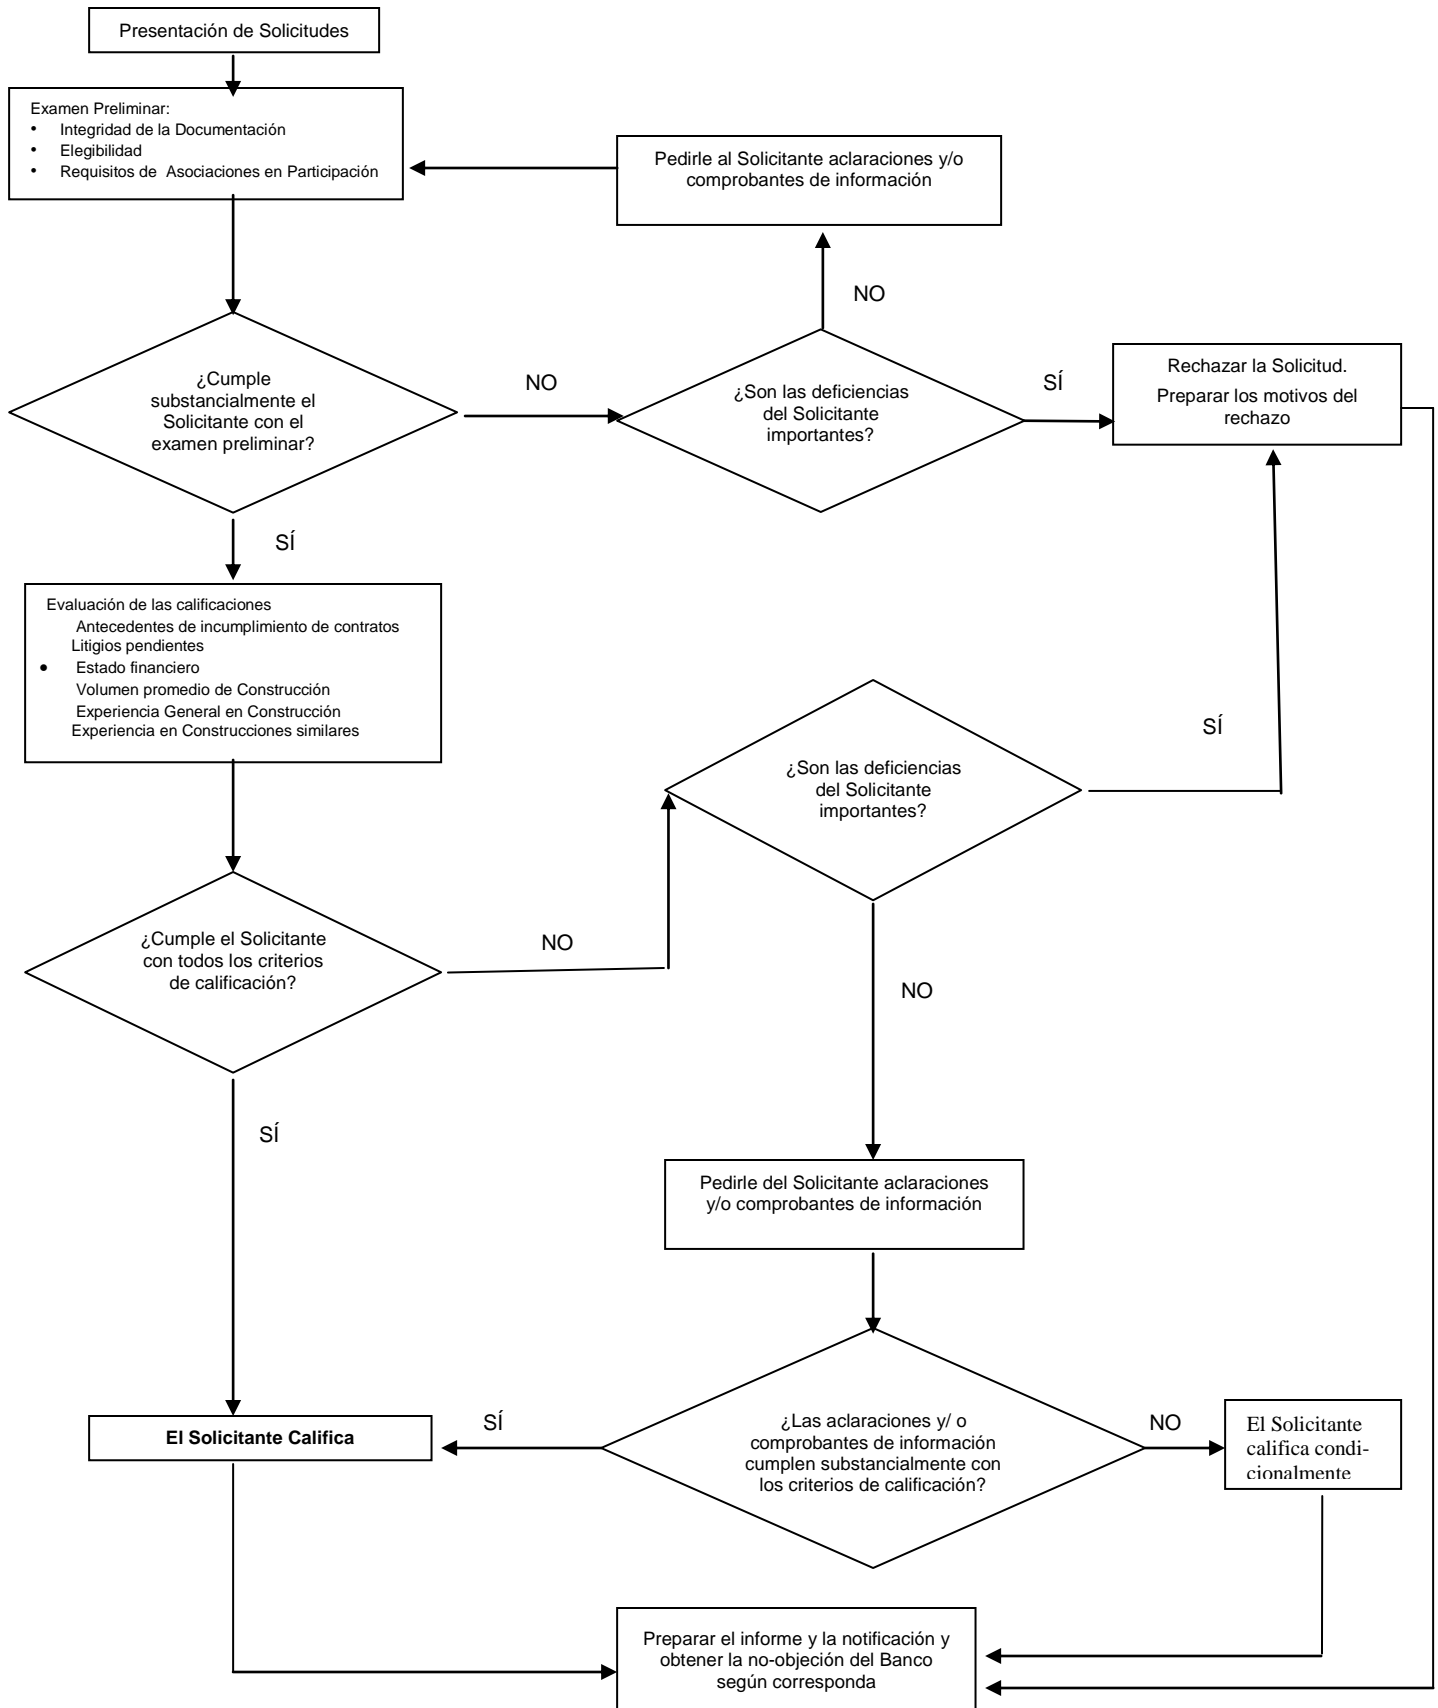 Presentación de Solicitudes
Examen Preliminar:
• Integridad de la Documentación
• Elegibilidad
• Requisitos de Asociaciones en Participación
Pedirle al Solicitante aclaraciones y/o
comprobantes de información
NO
¿Cumple
substancialmente el
Solicitante con el
examen preliminar?
NO
¿Son las deficiencias
del Solicitante
importantes?
SÍ
Rechazar la Solicitud.
Preparar los motivos del
rechazo
SÍ
Evaluación de las calificaciones
Antecedentes de incumplimiento de contratos
Litigios pendientes
• Estado financiero
Volumen promedio de Construcción
Experiencia General en Construcción
Experiencia en Construcciones similares
¿Son las deficiencias
del Solicitante
importantes?
SÍ
¿Cumple el Solicitante
con todos los criterios
de calificación?
NO
NO
SÍ
Pedirle del Solicitante aclaraciones
y/o comprobantes de información
El Solicitante Califica
SÍ
¿Las aclaraciones y/ o
comprobantes de información
cumplen substancialmente con
los criterios de calificación?
NO
El Solicitante
califica condi-
cionalmente
Preparar el informe y la notificación y
obtener la no-objeción del Banco
según corresponda